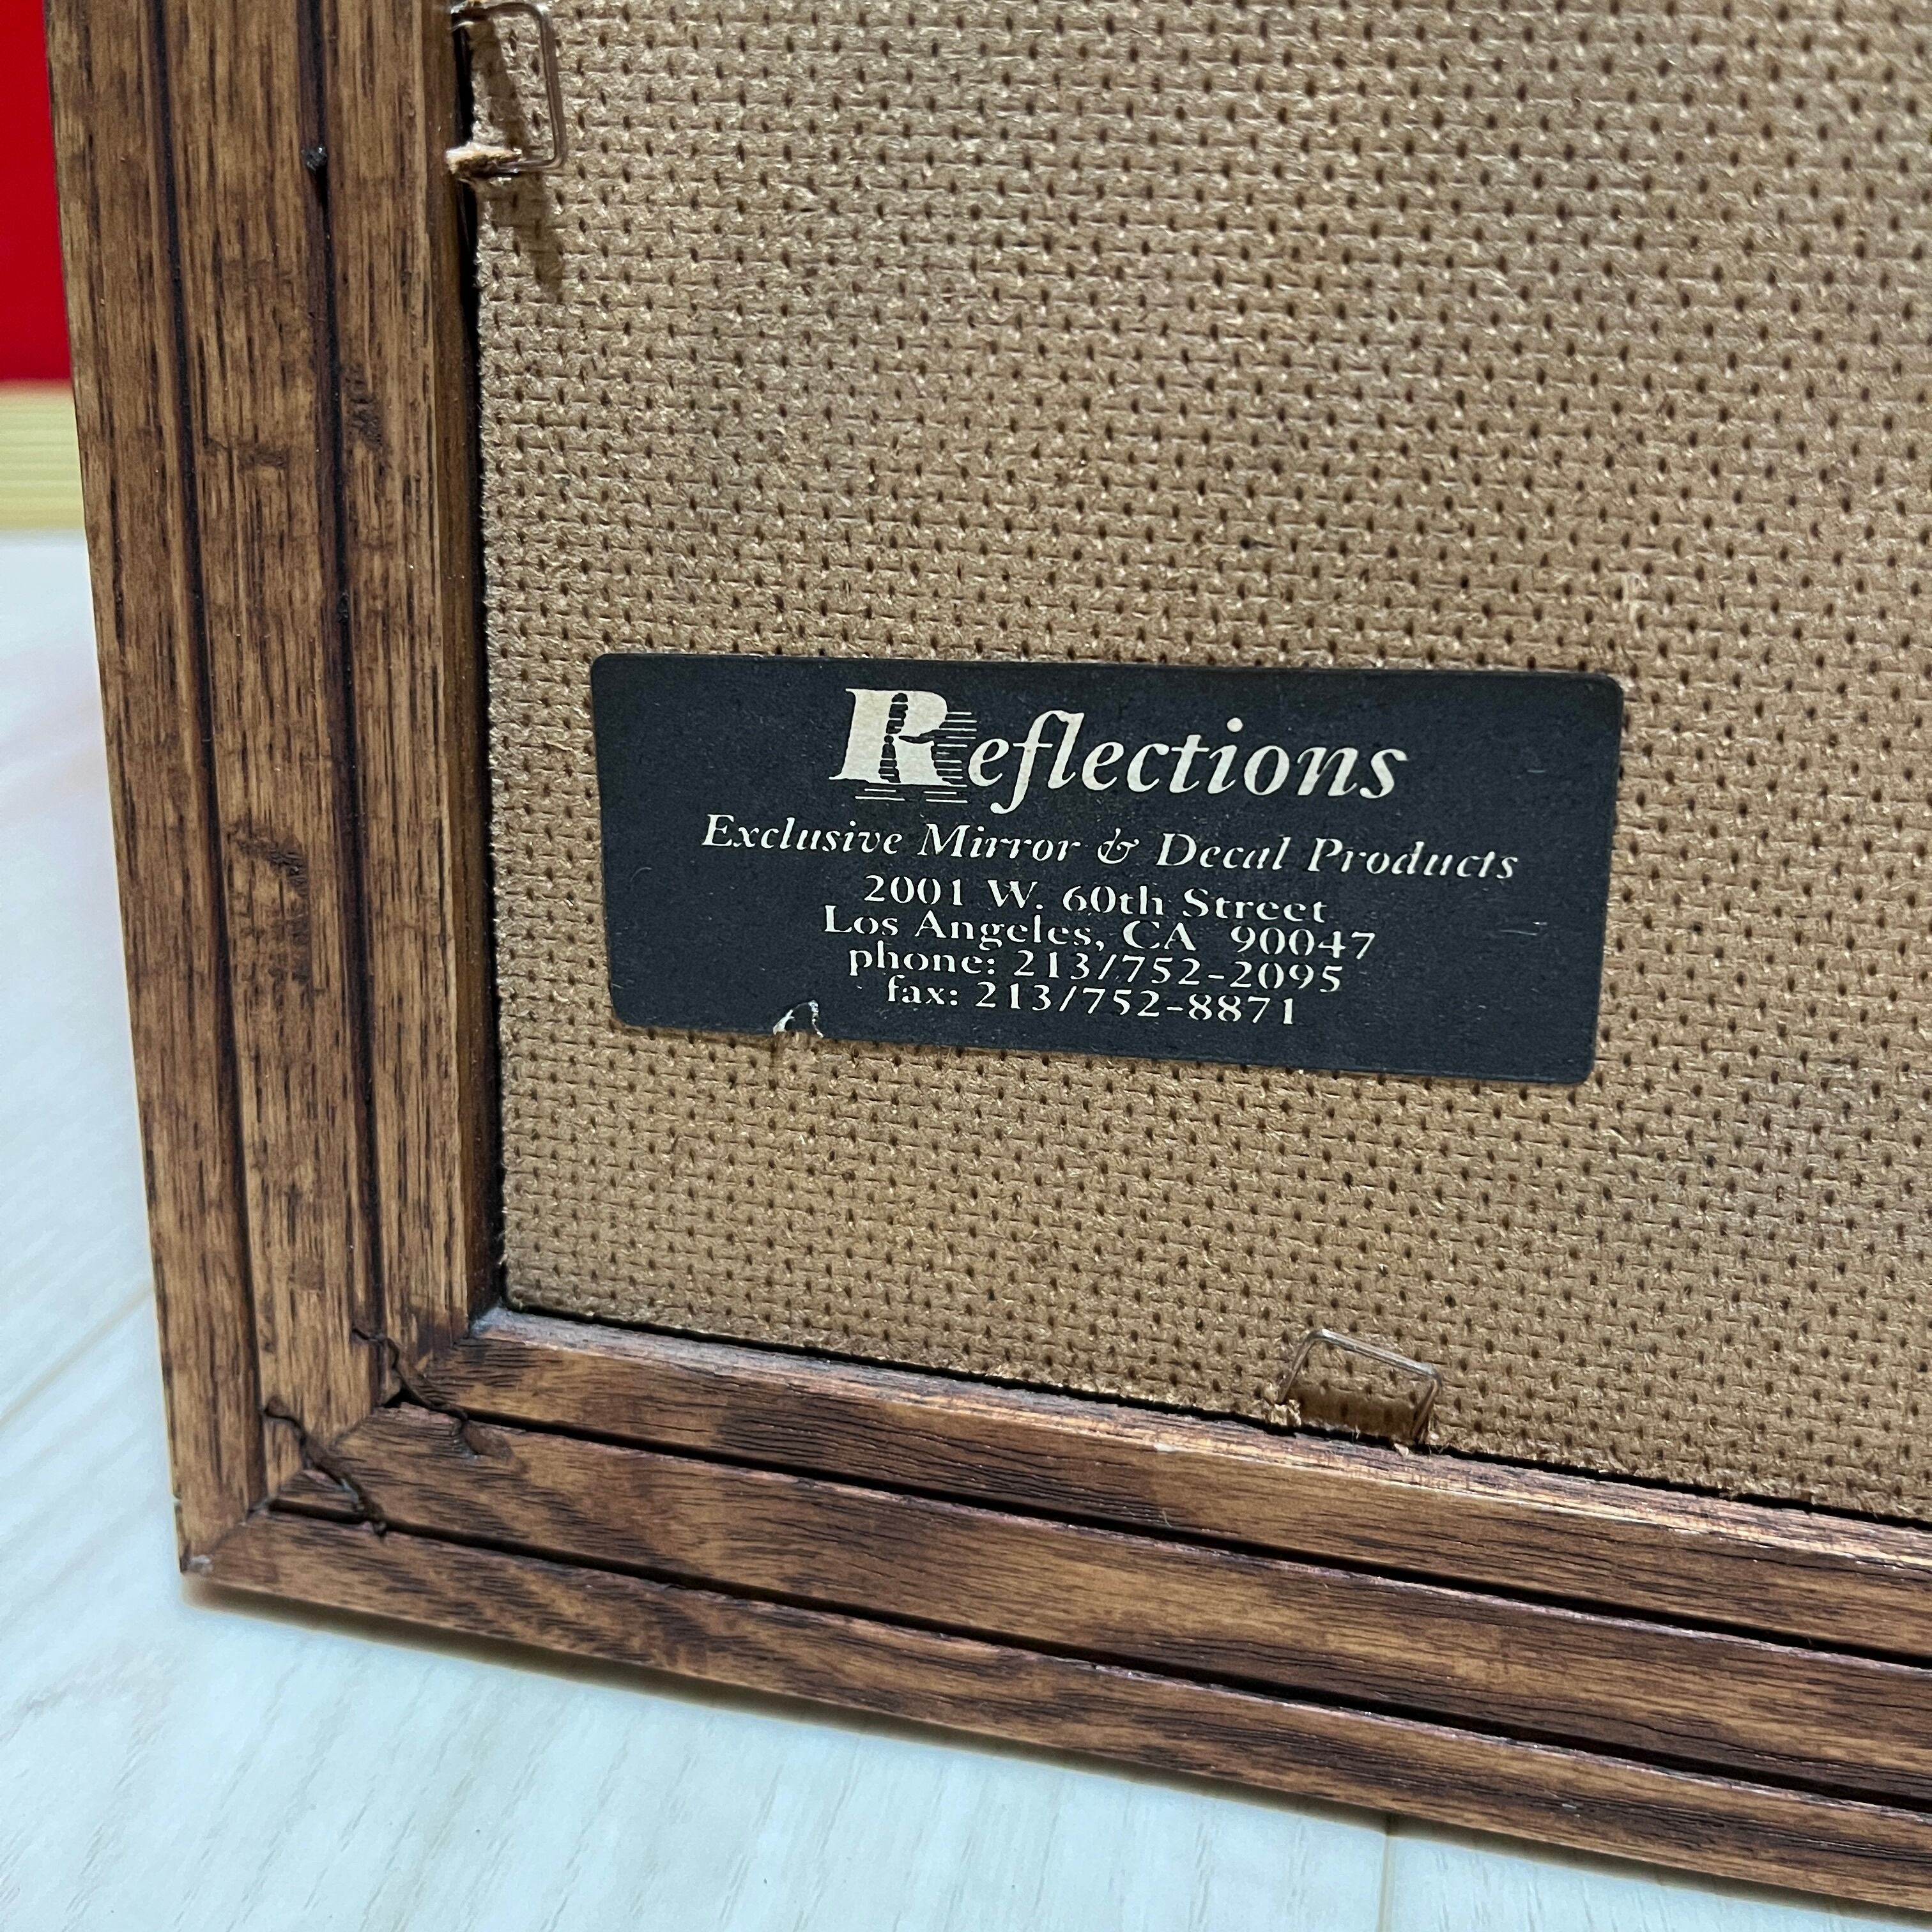 Reflections
Exclusive Mirror & Decal Products
2001 W. 60th Street
Los Angeles, CA 90047
phone: 213/752-2095
fax: 213/752-8871